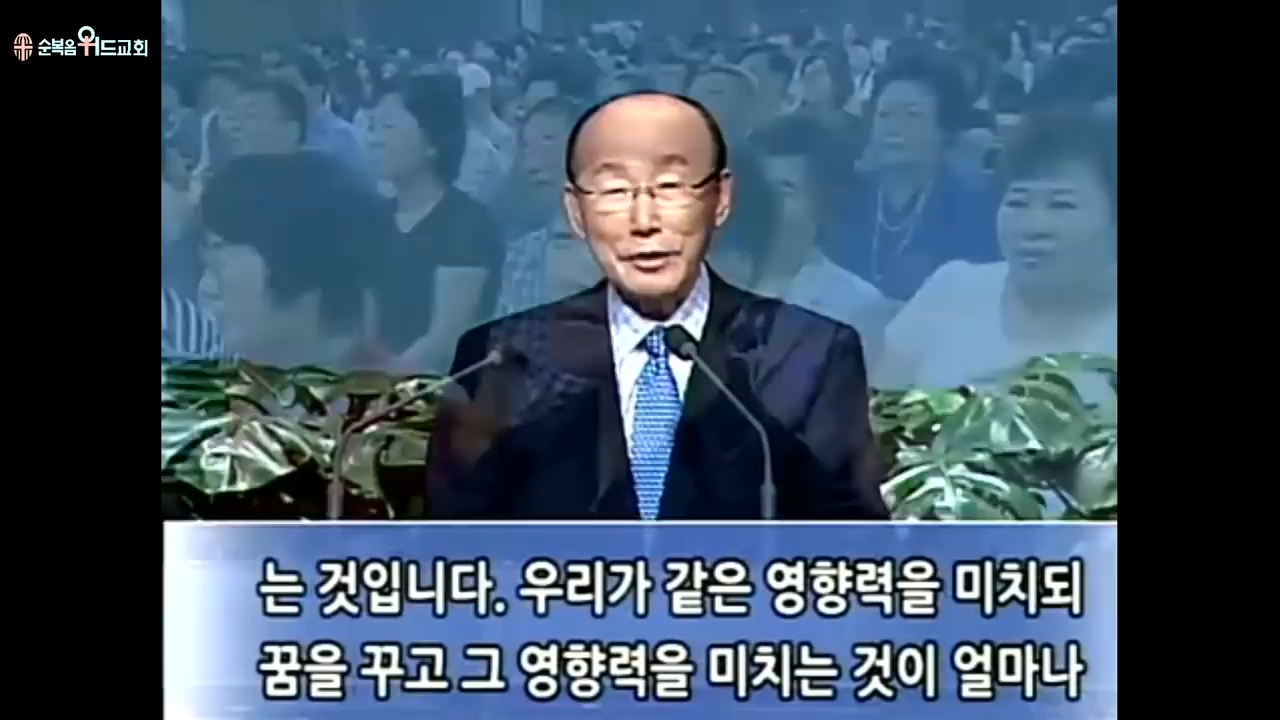 순복음위드교회
는 것입니다. 우리가 같은 영향력을 미치되
꿈을 꾸고 그 영향력을 미치는 것이 얼마나